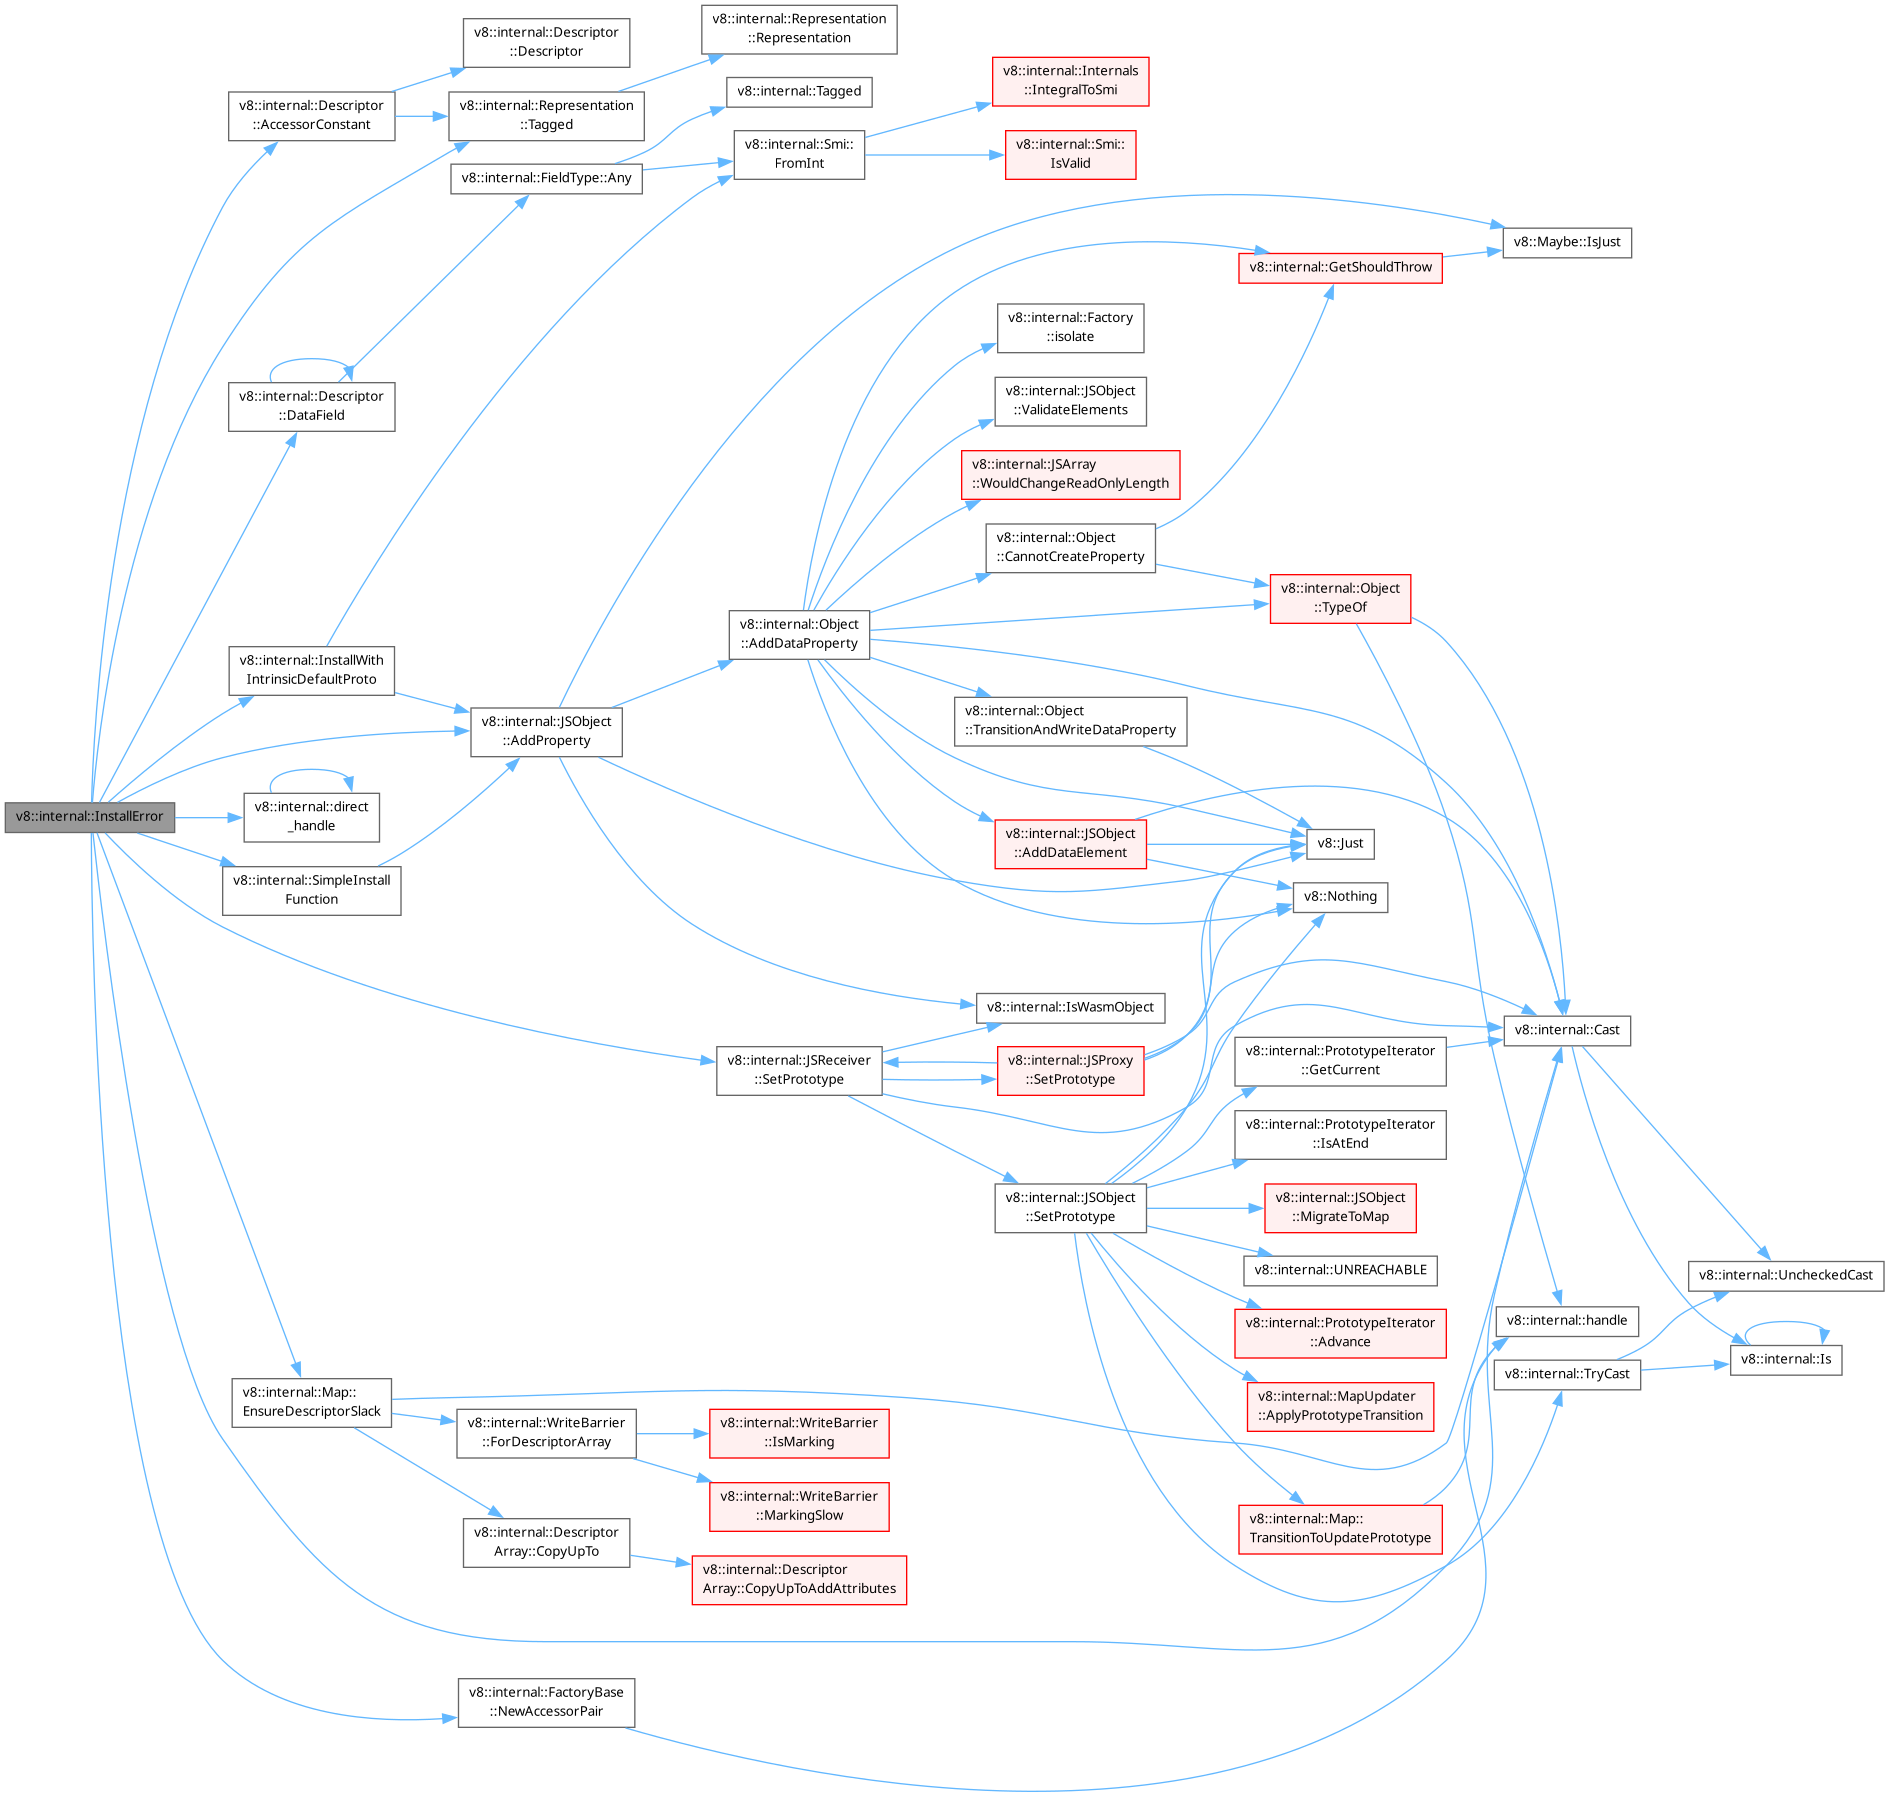 v8::internal::InstallError
v8::internal::Descriptor
::AccessorConstant
v8::internal::Descriptor
::DataField
v8::internal::InstallWith
IntrinsicDefaultProto
v8::internal::direct
_handle
v8::internal::SimpleInstall
Function
v8::internal::Map::
EnsureDescriptorSlack
v8::internal::Descriptor
::Descriptor
v8::internal::Representation
::Tagged
v8::internal::FieldType::Any
v8::internal::JSObject
::AddProperty
v8::internal::WriteBarrier
::ForDescriptorArray
v8::internal::Descriptor
Array::CopyUpTo
v8::internal::FactoryBase
::NewAccessorPair
v8::internal::Representation
::Representation
v8::internal::Tagged
v8::internal::Smi::
FromInt
v8::internal::Object
::AddDataProperty
v8::internal::JSReceiver
::SetPrototype
v8::internal::WriteBarrier
::IsMarking
v8::internal::WriteBarrier
::MarkingSlow
v8::internal::Descriptor
Array::CopyUpToAddAttributes
v8::internal::Internals
::IntegralToSmi
v8::internal::Smi::
IsValid
v8::internal::Factory
::isolate
v8::internal::JSObject
::ValidateElements
v8::internal::JSArray
::WouldChangeReadOnlyLength
v8::internal::Object
::CannotCreateProperty
v8::internal::Object
::TransitionAndWriteDataProperty
v8::internal::JSObject
::AddDataElement
v8::internal::IsWasmObject
v8::internal::JSProxy
::SetPrototype
v8::internal::JSObject
::SetPrototype
v8::internal::GetShouldThrow
v8::internal::Object
::TypeOf
v8::Just
v8::Nothing
v8::internal::PrototypeIterator
::GetCurrent
v8::internal::PrototypeIterator
::IsAtEnd
v8::internal::JSObject
::MigrateToMap
v8::internal::UNREACHABLE
v8::internal::PrototypeIterator
::Advance
v8::internal::MapUpdater
::ApplyPrototypeTransition
v8::internal::Map::
TransitionToUpdatePrototype
v8::Maybe::IsJust
v8::internal::Cast
v8::internal::handle
v8::internal::TryCast
v8::internal::UncheckedCast
v8::internal::Is